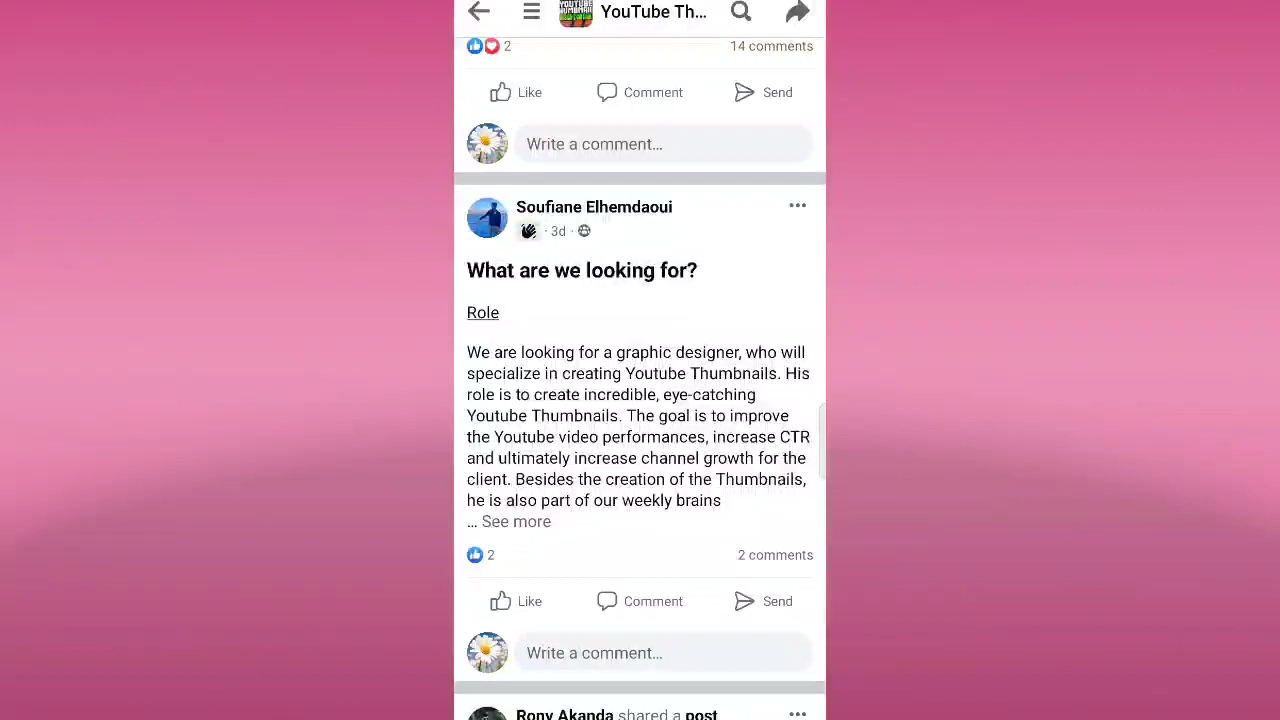 YouTube Th...
2
14 comments
Like
Comment
Send
Write a comment...
Soufiane Elhemdaoui
· 3d ·
What are we looking for?
Role
We are looking for a graphic designer, who will
specialize in creating Youtube Thumbnails. His
role is to create incredible, eye-catching
Youtube Thumbnails. The goal is to improve
the Youtube video performances, increase CTR
and ultimately increase channel growth for the
client. Besides the creation of the Thumbnails,
he is also part of our weekly brains
... See more
2
2 comments
Like
Comment
Send
Write a comment...
Rony Akanda shared a post